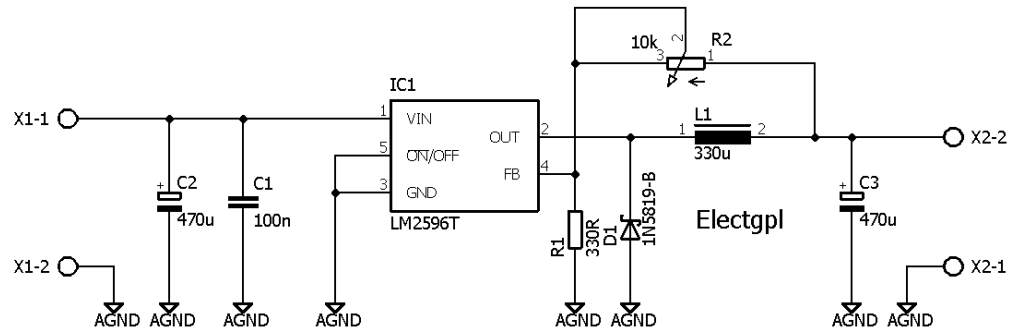 2
10k
R2
3
1
IC1
X1-1
1
VIN
L1
OUT
2
1
2
X2-2
5
ON/OFF
330u
C2
C1
3
GND
FB
4
C3
+
+
470u
100n
LM2596T
R1
330R
D1
1N5819-B
Electgpl
470u
X1-2
X2-1
AGND
AGND
AGND
AGND
AGND
AGND
AGND
AGND